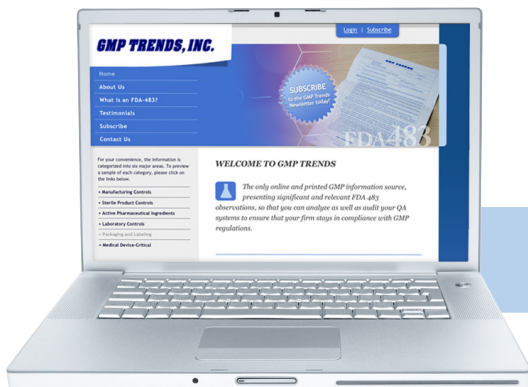 Login | Subscribe
GMP TRENDS, INC.
Home
About Us
What Is an FDA-483?
Testimonials
Subscribe
Contact Us
SUBSCRIBE
to the GMP Trends
Newsletter today!
FDA483
For your convenience, the information is
categorized into six major areas. To preview
a sample of each category, please click on
the links below.
• Manufacturing Controls
• Sterile Product Controls
• Active Pharmaceutical Ingredients
• Laboratory Controls
• Packaging and Labeling
• Medical Device-Critical
WELCOME TO GMP TRENDS
The only online and printed GMP information source,
presenting significant and relevant FDA 483
observations, so that you can analyze as well as audit your QA
systems to ensure that your firm stays in compliance with GMP
regulations.